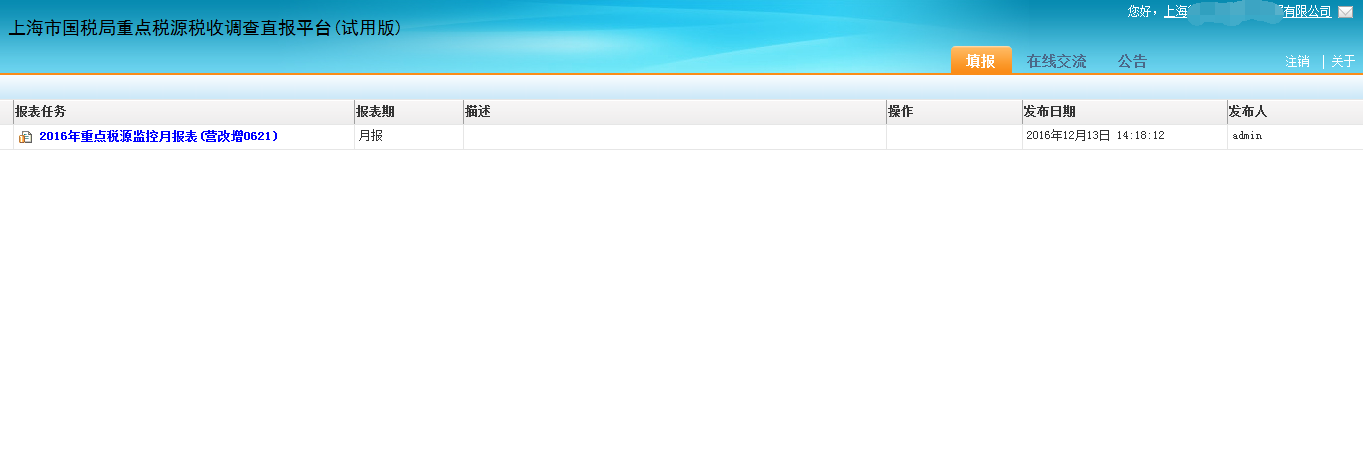 您好，上海 有限公司
上海市国税局重点税源税收调查直报平台(试用版)
填报 在线交流 公告 注销 | 关于
报表任务 报表期 描述 操作 发布日期 发布人
2016年重点税源监控月报表(营改增0621) 月报 2016年12月13日 14:18:12 admin